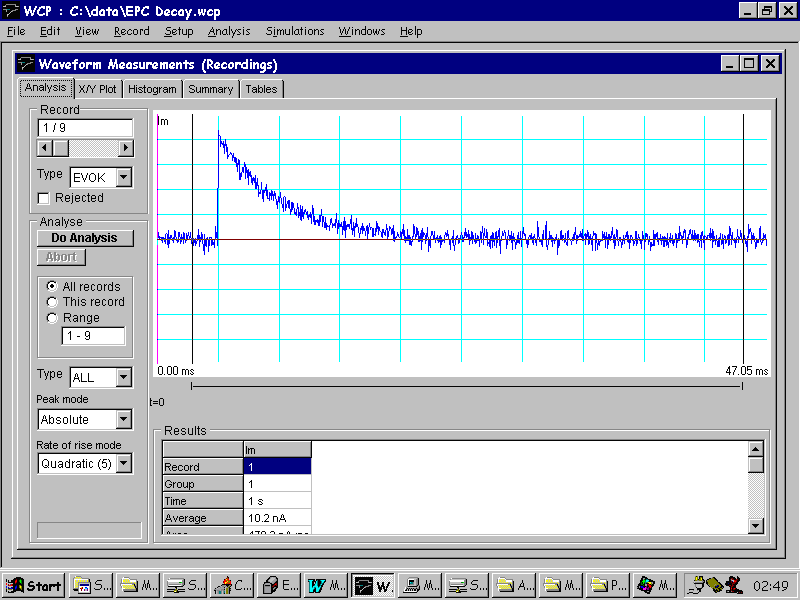 WCP : C:\data\EPC Decay.wcp
File Edit View Record Setup Analysis Simulations Windows Help
Waveform Measurements (Recordings)
Analysis X/Y Plot Histogram Summary Tables
Record
1 / 9
Type EVOK
Rejected
Analyse
Do Analysis
Abort
All records
This record
Range
1 - 9
Type ALL
Peak mode
Absolute
Rate of rise mode
Quadratic (5)
Im
0.00 ms 47.05 ms
t=0
Results
Im
Record 1
Group 1
Time 1 s
Average 10.2 nA
Start S... M... S... C... E... M... W M... S... A... M... P... M... 02:49